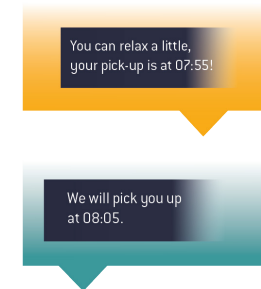 You can relax a little,
your pick-up is at 07:55!
We will pick you up
at 08:05.